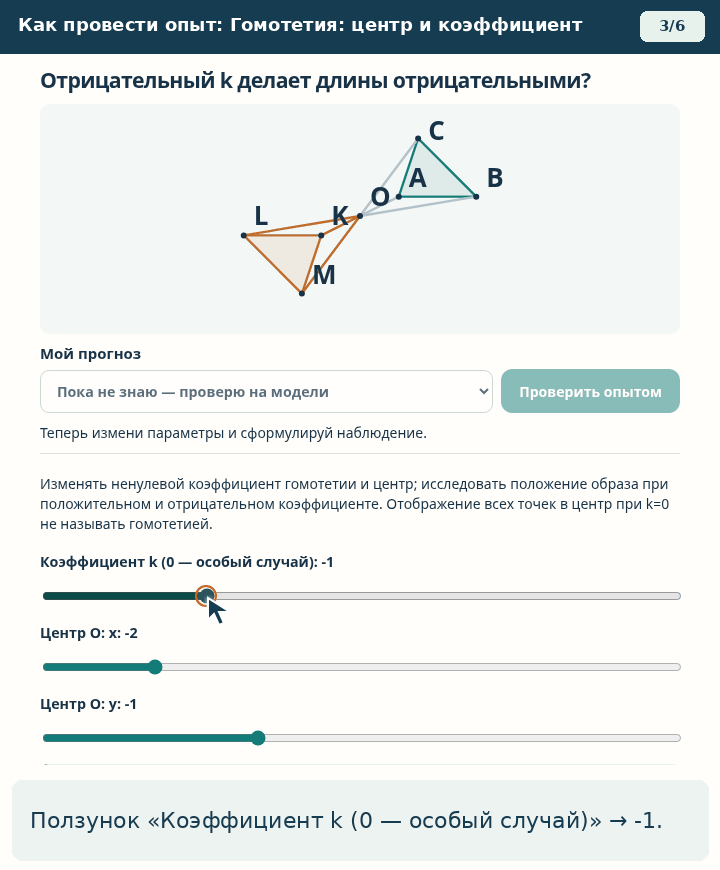 Как провести опыт: Гомотетия: центр и коэффициент
3/6
Отрицательный k делает длины отрицательными?
C
A
B
O
L
K
M
Мой прогноз
Пока не знаю — проверю на модели
Проверить опытом
Теперь измени параметры и сформулируй наблюдение.
Изменять ненулевой коэффициент гомотетии и центр; исследовать положение образа при
положительном и отрицательном коэффициенте. Отображение всех точек в центр при k=0
не называть гомотетией.
Коэффициент k (0 — особый случай): -1
Центр O: x: -2
Центр O: y: -1
Ползунок «Коэффициент k (0 — особый случай)» → -1.